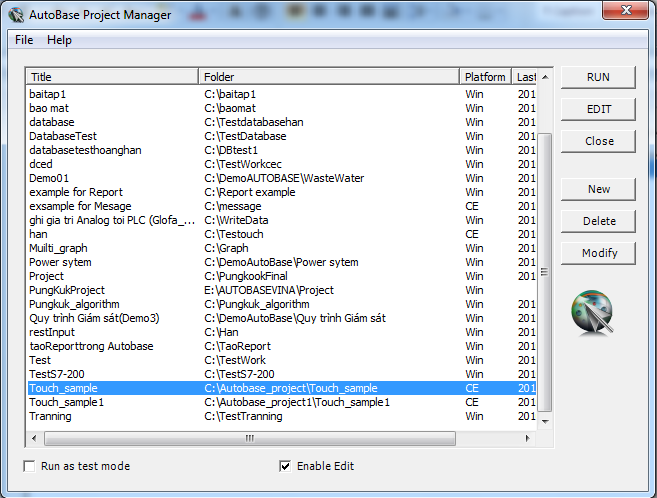 AutoBase Project Manager
File Help
Title Folder Platform Last
baitap1 C:\baitap1 Win 201
bao mat C:\baomat Win 201
database C:\Testdatabasehan Win 201
DatabaseTest C:\TestDatabase Win 201
databasetesthoanghan C:\DBtest1 Win 201
dced C:\TestWorkcec Win 201
Demo01 C:\DemoAUTOBASE\WasteWater Win 201
example for Report C:\Report example Win 201
exsample for Mesage C:\message CE 201
ghi gia tri Analog toi PLC (Glofa_... C:\WriteData Win 201
han C:\Testouch CE 201
Muilti_graph C:\Graph Win 201
Power sytem C:\DemoAutoBase\Power sytem Win 201
Project C:\PungkookFinal Win 201
PungKukProject E:\AUTOBASEVINA\Project Win
Pungkuk_algorithm C:\Pungkuk_algorithm Win 201
Quy trình Giám sát(Demo3) C:\DemoAutoBase\Quy trình Giám sát Win 201
restInput C:\Han Win 201
taoReporttrong Autobase C:\TaoReport Win 201
Test C:\TestWork Win 201
TestS7-200 C:\TestS7-200 Win 201
Touch_sample C:\Autobase_project\Touch_sample CE 201
Touch_sample1 C:\Autobase_project1\Touch_sample1 CE 201
Tranning C:\TestTranning Win 201
RUN
EDIT
Close
New
Delete
Modify
Run as test mode Enable Edit